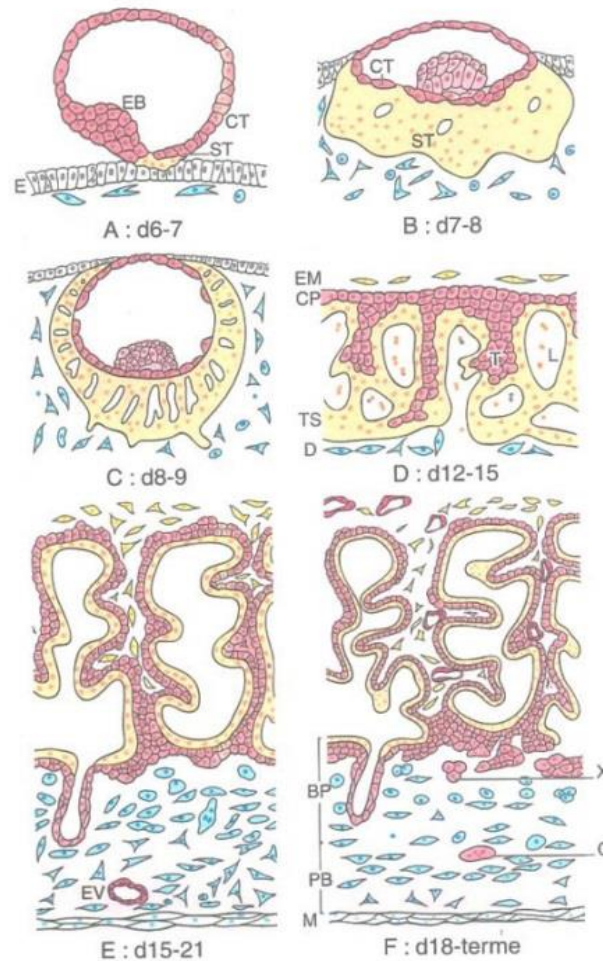 EB
CT
ST
E
A : d6-7
CT
ST
B : d7-8
C : d8-9
EM
CP
T
L
TS
D
D : d12-15
EV
E : d15-21
X
BP
PB
M
F : d18-terme